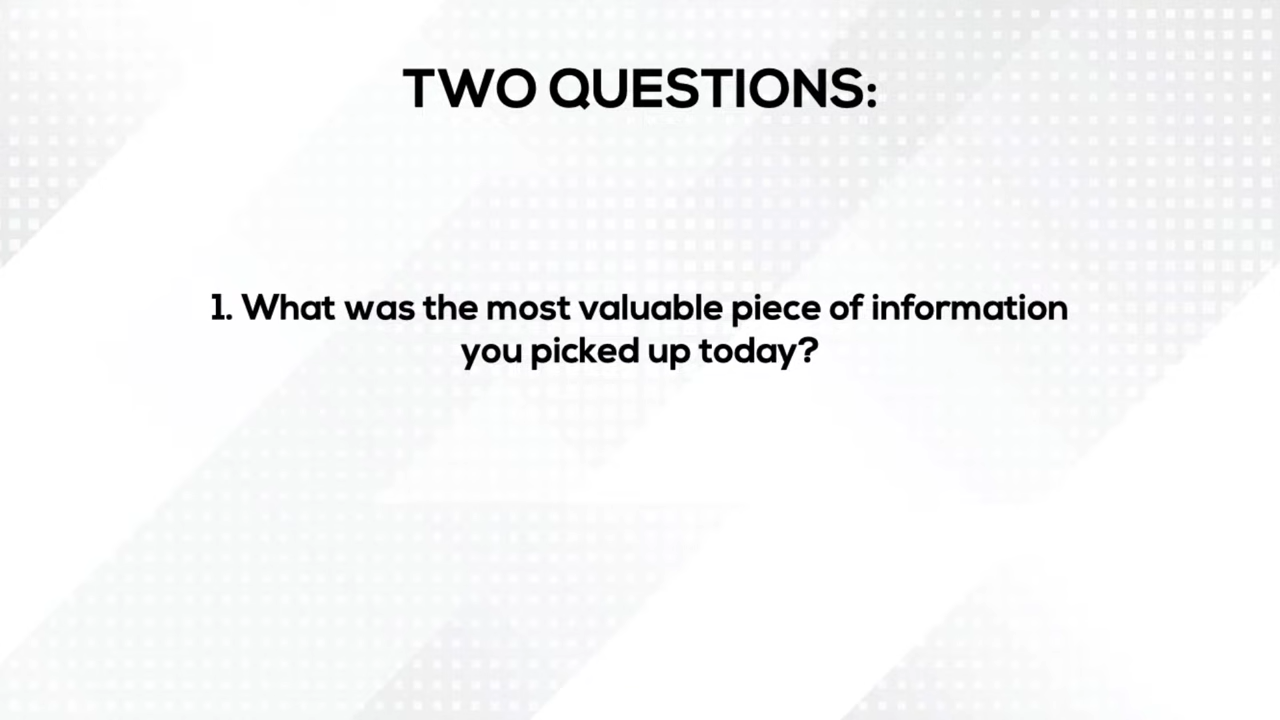 TWO QUESTIONS:
1. What was the most valuable piece of information
you picked up today?